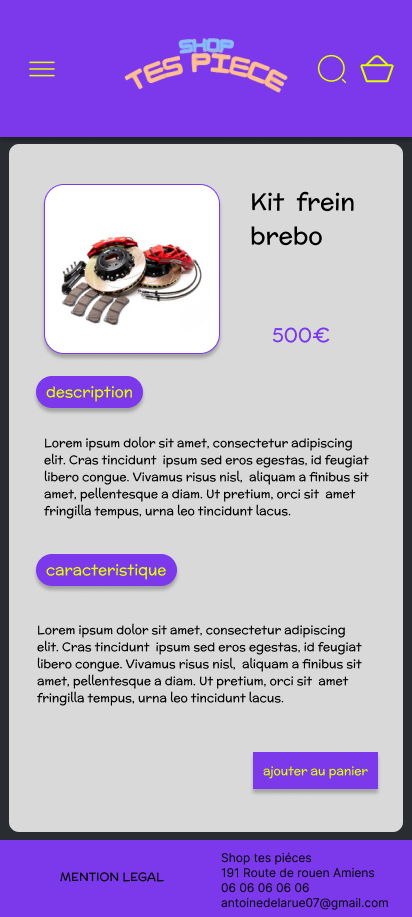 SHOP
TES PIECE
Kit frein
brebo
500€
description
Lorem ipsum dolor sit amet, consectetur adipiscing
elit. Cras tincidunt ipsum sed eros egestas, id feugiat
libero congue. Vivamus risus nisl, aliquam a finibus sit
amet, pellentesque a diam. Ut pretium, orci sit amet
fringilla tempus, urna leo tincidunt lacus.
caracteristique
Lorem ipsum dolor sit amet, consectetur adipiscing
elit. Cras tincidunt ipsum sed eros egestas, id feugiat
libero congue. Vivamus risus nisl, aliquam a finibus sit
amet, pellentesque a diam. Ut pretium, orci sit amet
fringilla tempus, urna leo tincidunt lacus.
ajouter au panier
MENTION LEGAL
Shop tes piéces
191 Route de rouen Amiens
06 06 06 06 06
antoinedelarue07@gmail.com